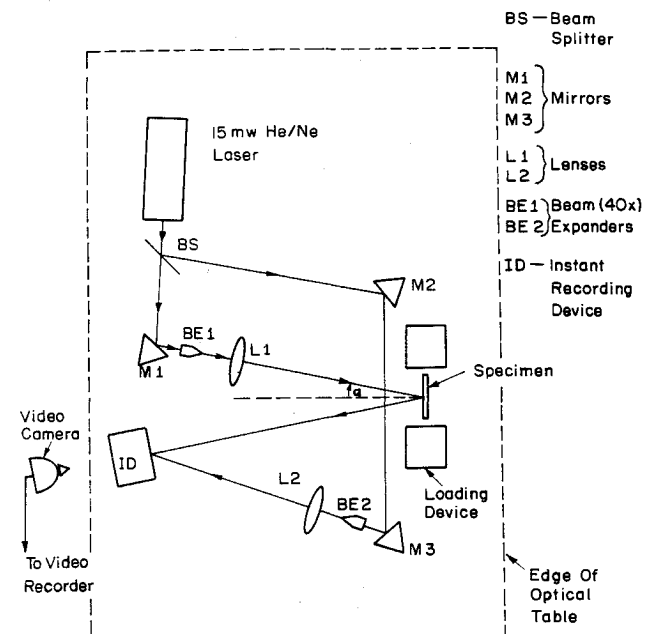 BS — Beam
Splitter
M1
M2
M3
Mirrors
L1
L2
Lenses
BE1
BE2
Beam (40x)
Expanders
ID — Instant
Recording
Device
15 mw He/Ne
Laser
BS
M2
BE1
L1
M1
Specimen
α
Video
Camera
ID
L2
BE2
M3
Loading
Device
To Video
Recorder
Edge Of
Optical
Table